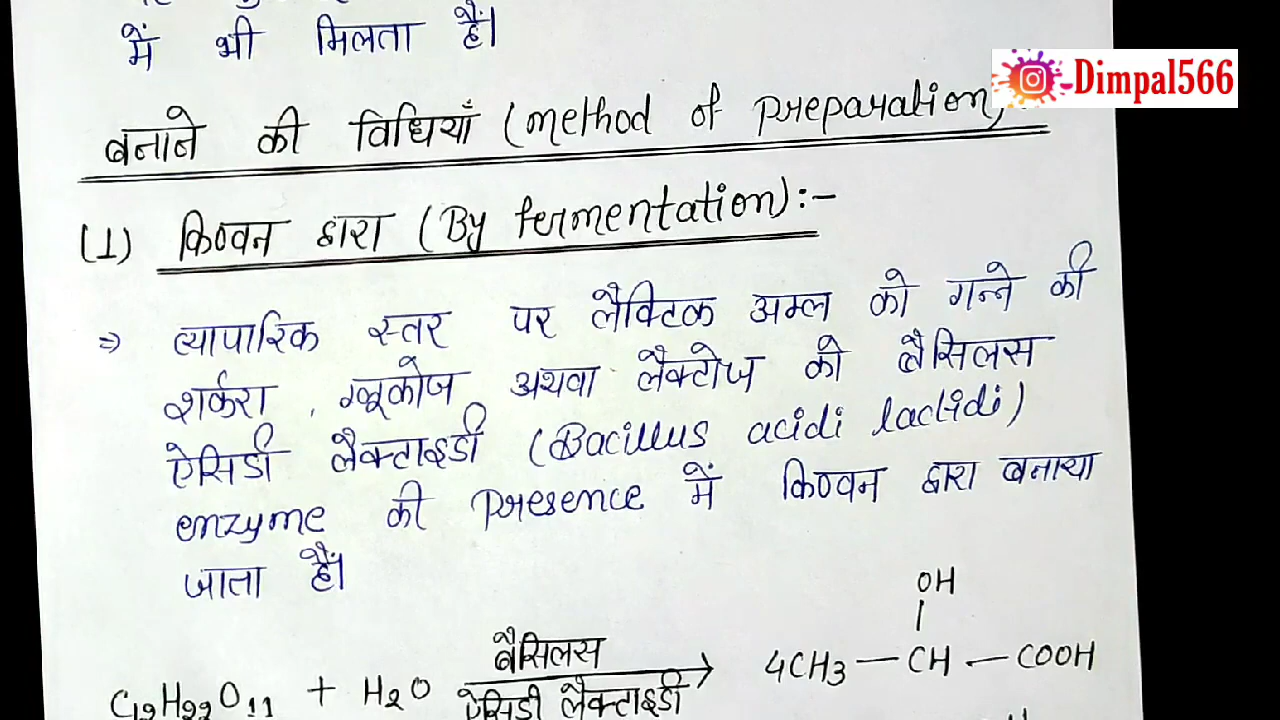 में भी मिलता हैं।
Dimpal566
बनाने की विधियाँ (method of preparation)
(1) किण्वन द्वारा (By fermentation):-
⇒ व्यापारिक स्तर पर लैक्टिक अम्ल को गन्ने की
शर्करा, ग्लूकोज अथवा लैक्टोज को बैसिलस
ऐसिडी लैक्टाइडी (Bacillus acidi lactidi)
enzyme की presence में किण्वन द्वारा बनाया
जाता हैं।
OH
बैसिलस
C12H22O11 + H2O ⟶ 4CH3 — CH — COOH
ऐसिडी लैक्टाइडी